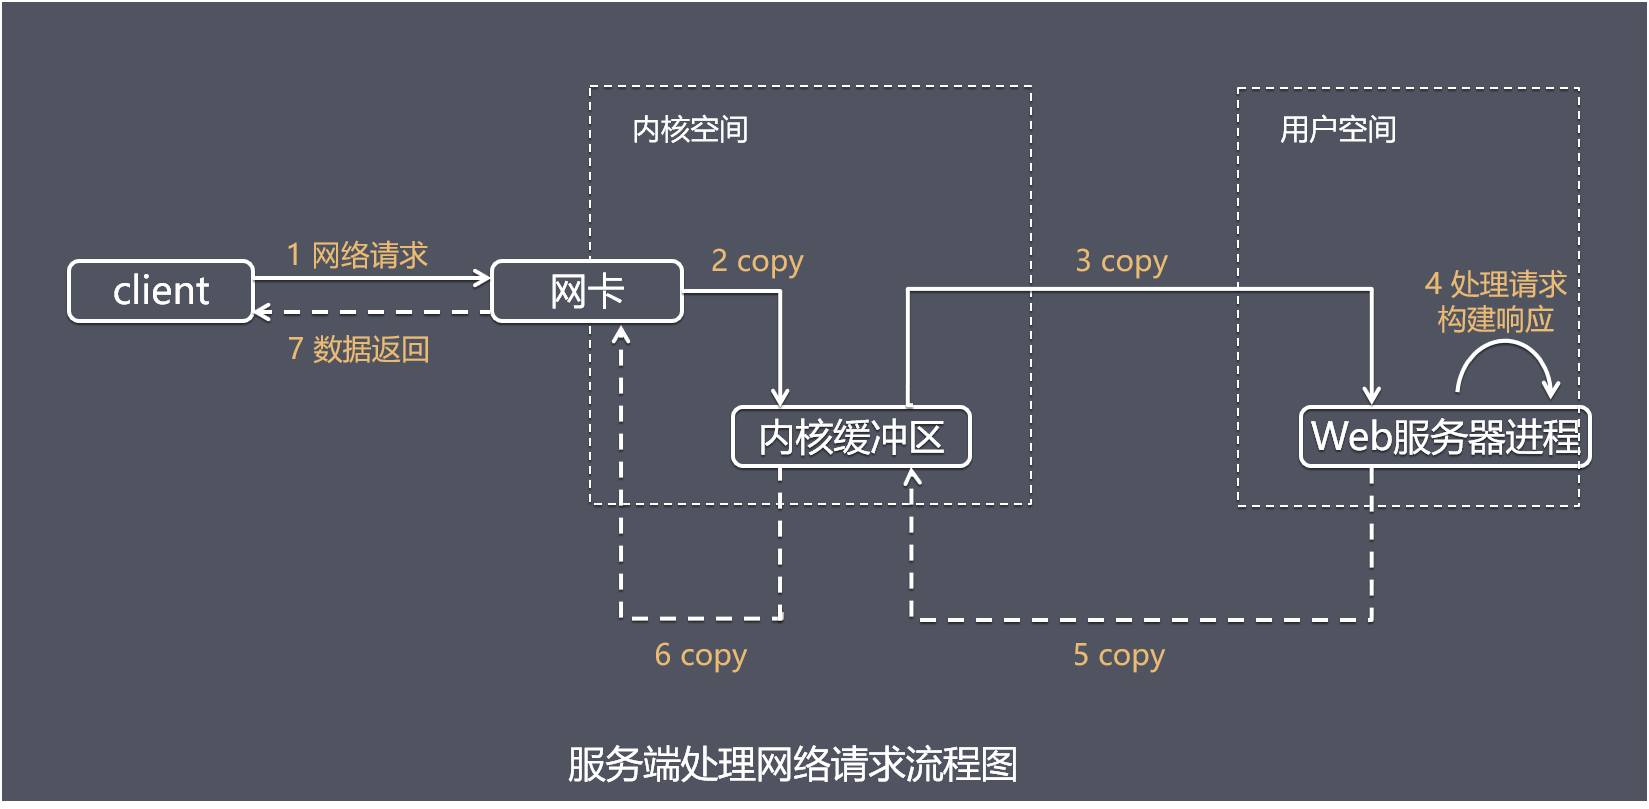 内核空间
用户空间
client
1 网络请求
7 数据返回
网卡
2 copy
3 copy
4 处理请求
构建响应
内核缓冲区
Web服务器进程
6 copy
5 copy
服务端处理网络请求流程图